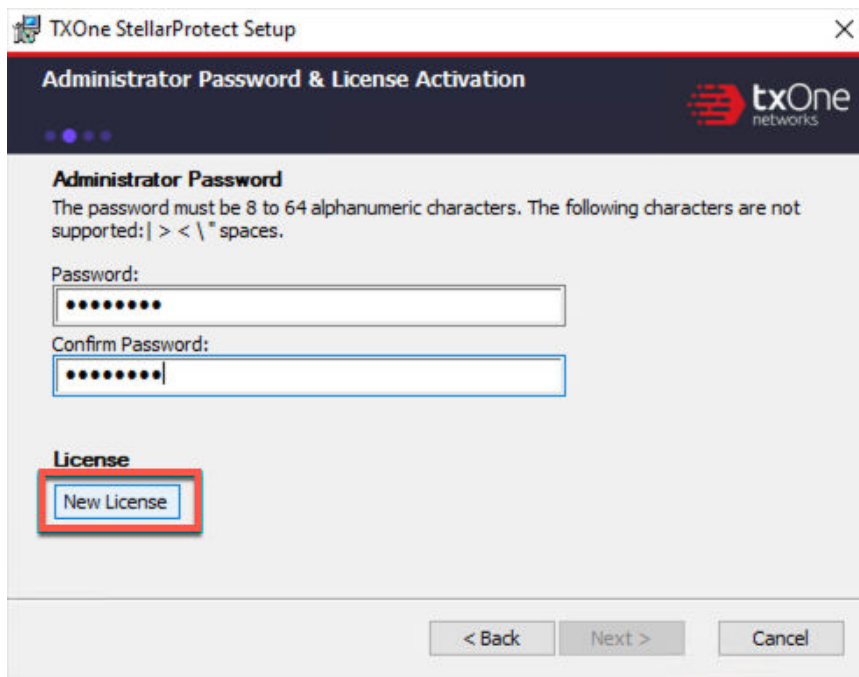 TXOne StellarProtect Setup
Administrator Password & License Activation
txOne
networks
Administrator Password
The password must be 8 to 64 alphanumeric characters. The following characters are not
supported:| > < \ " spaces.
Password:
●●●●●●●●
Confirm Password:
●●●●●●●●
License
New License
< Back
Next >
Cancel